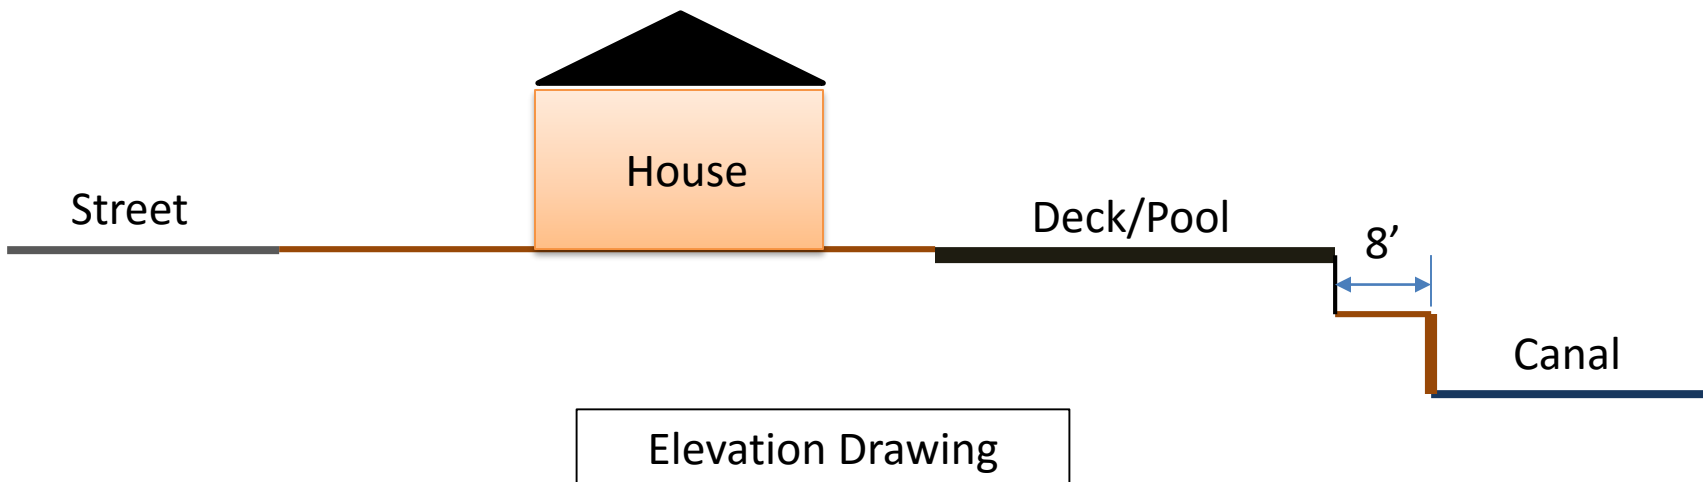 House
Street
Deck/Pool
8’
Canal
Elevation Drawing